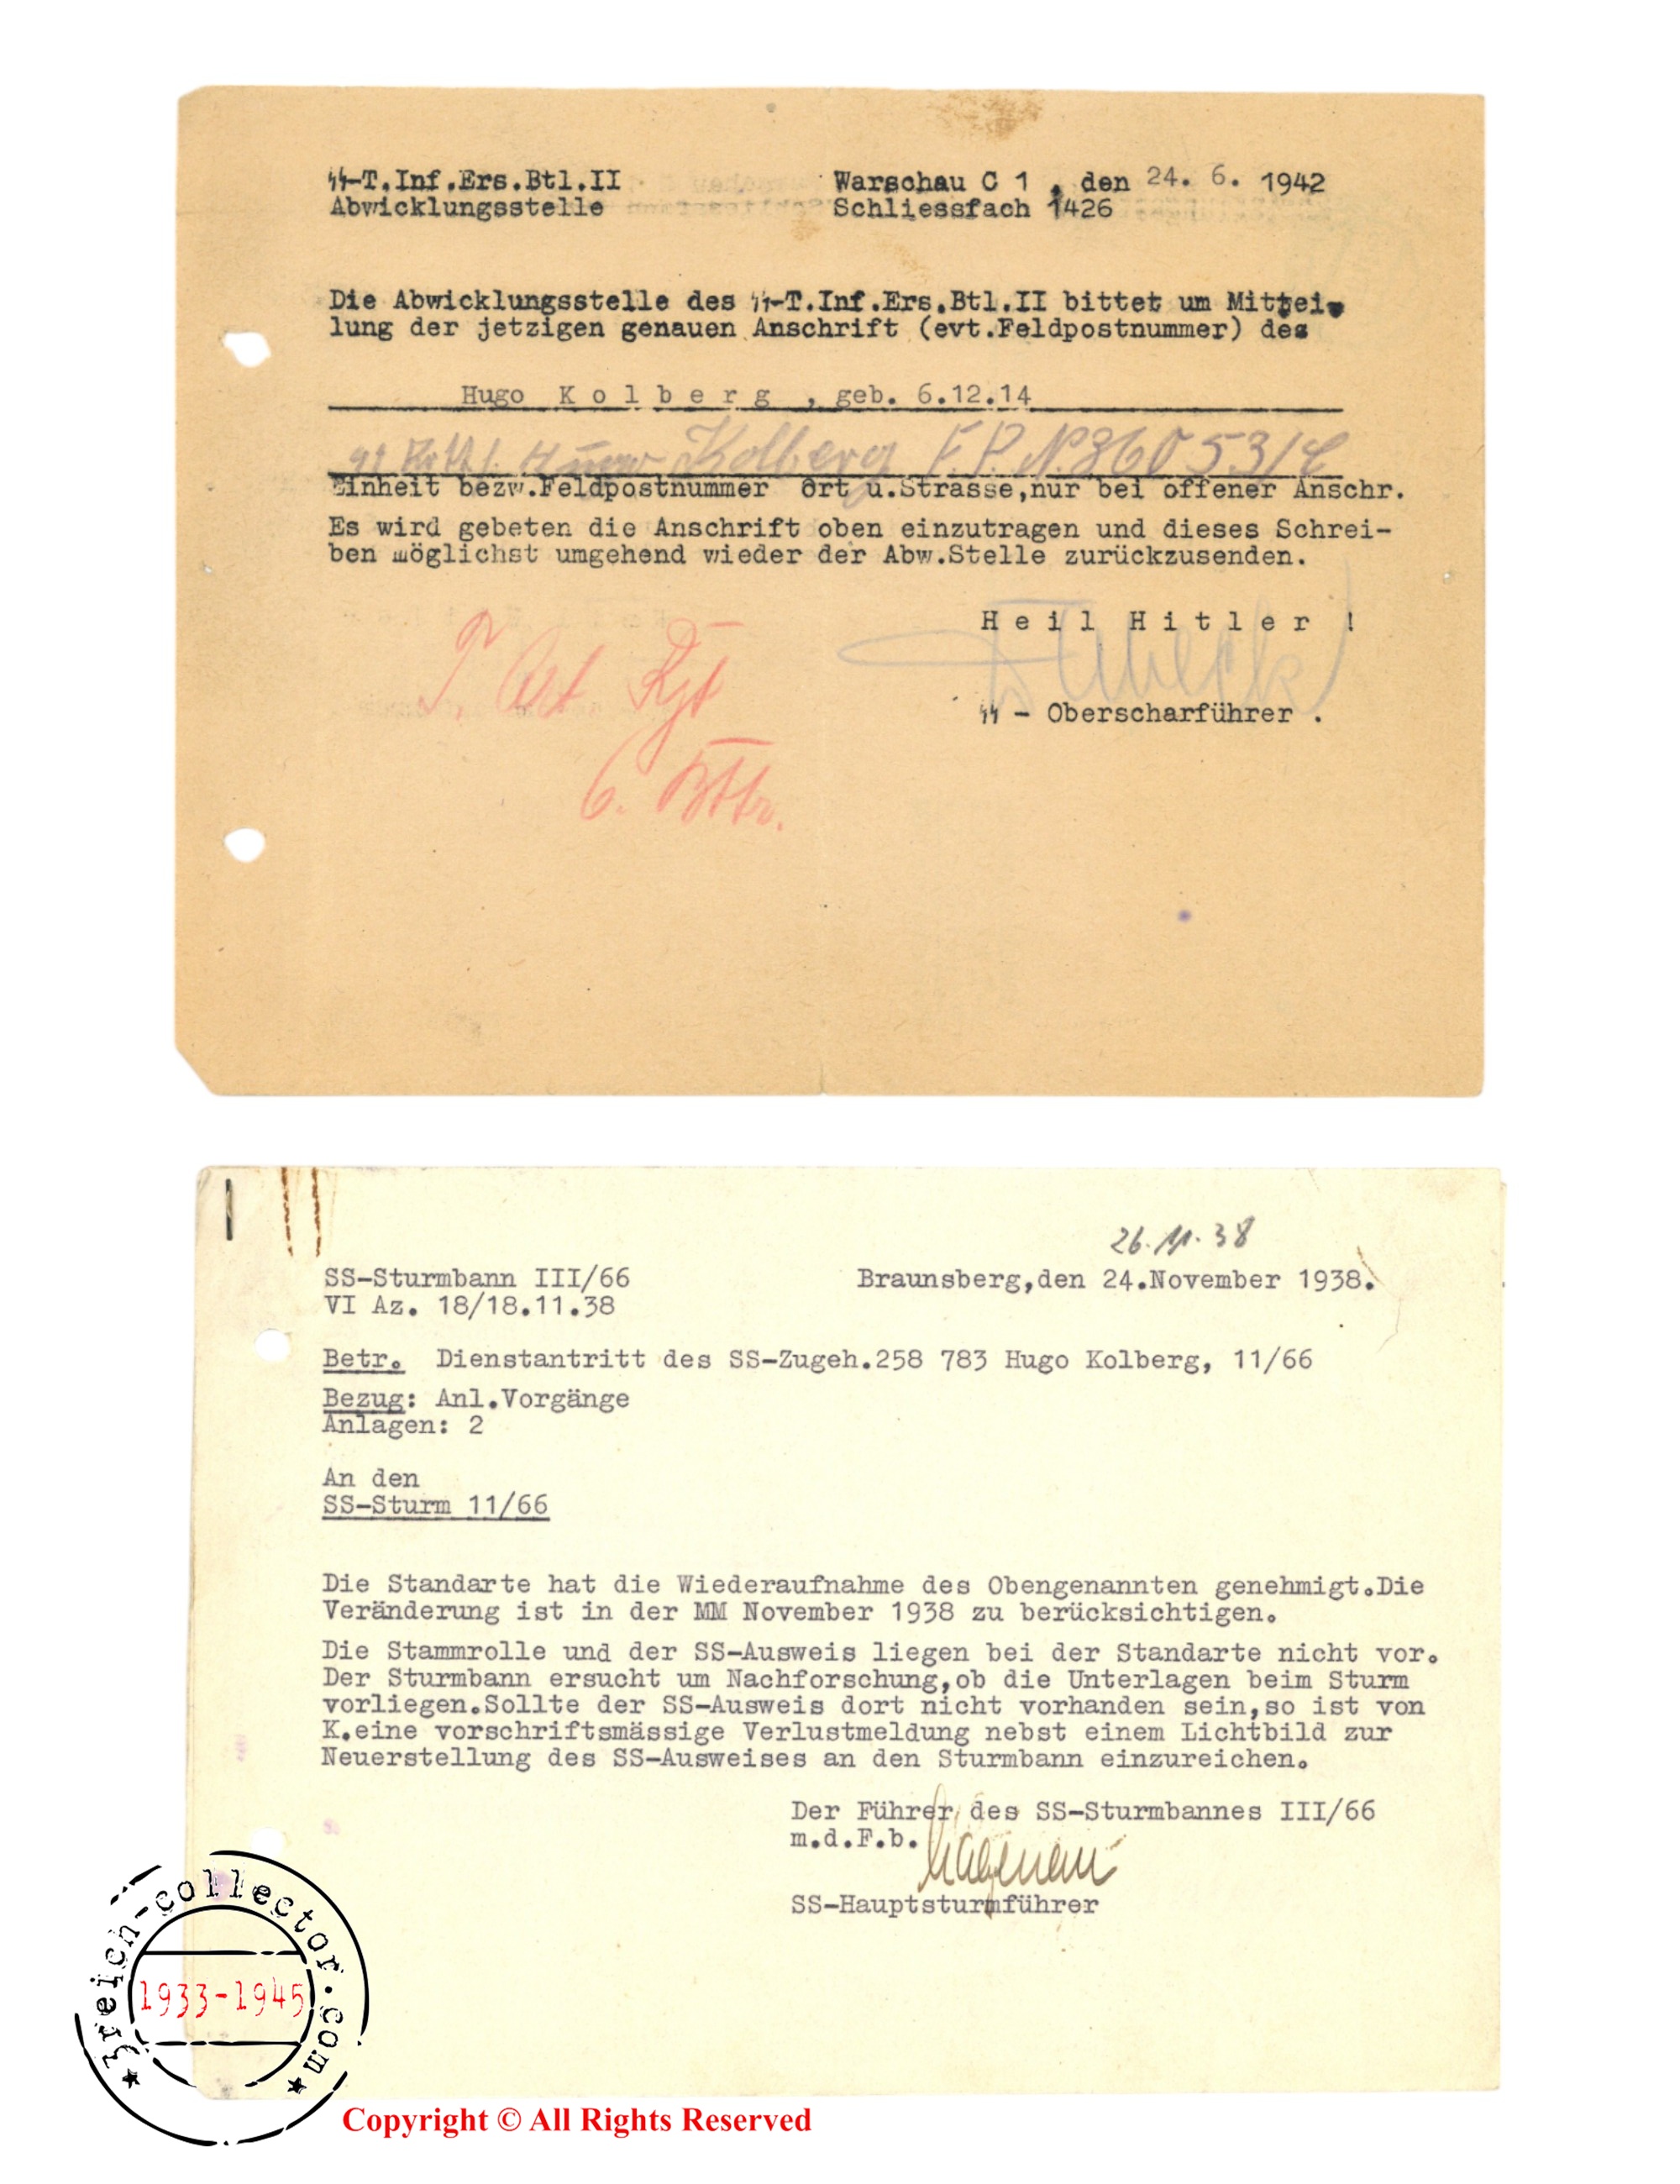 SS-T.Inf.Ers.Btl.II
Abwicklungsstelle
Warschau C 1 , den 24. 6. 1942
Schliessfach 1426
Die Abwicklungsstelle des SS-T.Inf.Ers.Btl.II bittet um Mittei-
lung der jetzigen genauen Anschrift (evt.Feldpostnummer) des
Hugo K o l b e r g , geb. 6.12.14
Kolberg F.P.N. 36053/C
Einheit bezw.Feldpostnummer Ort u.Strasse,nur bei offener Anschr.
Es wird gebeten die Anschrift oben einzutragen und dieses Schrei-
ben möglichst umgehend wieder der Abw.Stelle zurückzusenden.
H e i l H i t l e r !
SS - Oberscharführer .
T. Art Rgt
6. Bttr.
26.11.38
SS-Sturmbann III/66
VI Az. 18/18.11.38
Braunsberg,den 24.November 1938.
Betr. Dienstantritt des SS-Zugeh.258 783 Hugo Kolberg, 11/66
Bezug: Anl.Vorgänge
Anlagen: 2
An den
SS-Sturm 11/66
Die Standarte hat die Wiederaufnahme des Obengenannten genehmigt.Die
Veränderung ist in der MM November 1938 zu berücksichtigen.
Die Stammrolle und der SS-Ausweis liegen bei der Standarte nicht vor.
Der Sturmbann ersucht um Nachforschung,ob die Unterlagen beim Sturm
vorliegen.Sollte der SS-Ausweis dort nicht vorhanden sein,so ist von
K.eine vorschriftsmässige Verlustmeldung nebst einem Lichtbild zur
Neuerstellung des SS-Ausweises an den Sturmbann einzureichen.
Der Führer des SS-Sturmbannes III/66
m.d.F.b.
SS-Hauptsturmführer
3reich-collector.com
1933-1945
Copyright © All Rights Reserved